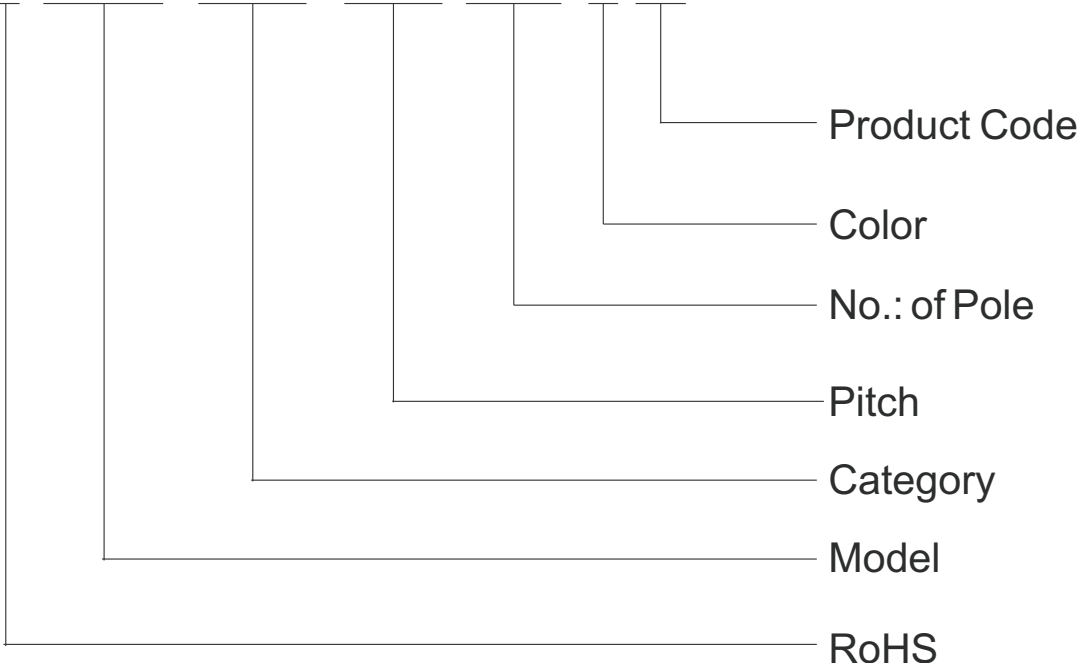 Product Code
Color
No.: of Pole
Pitch
Category
Model
RoHS